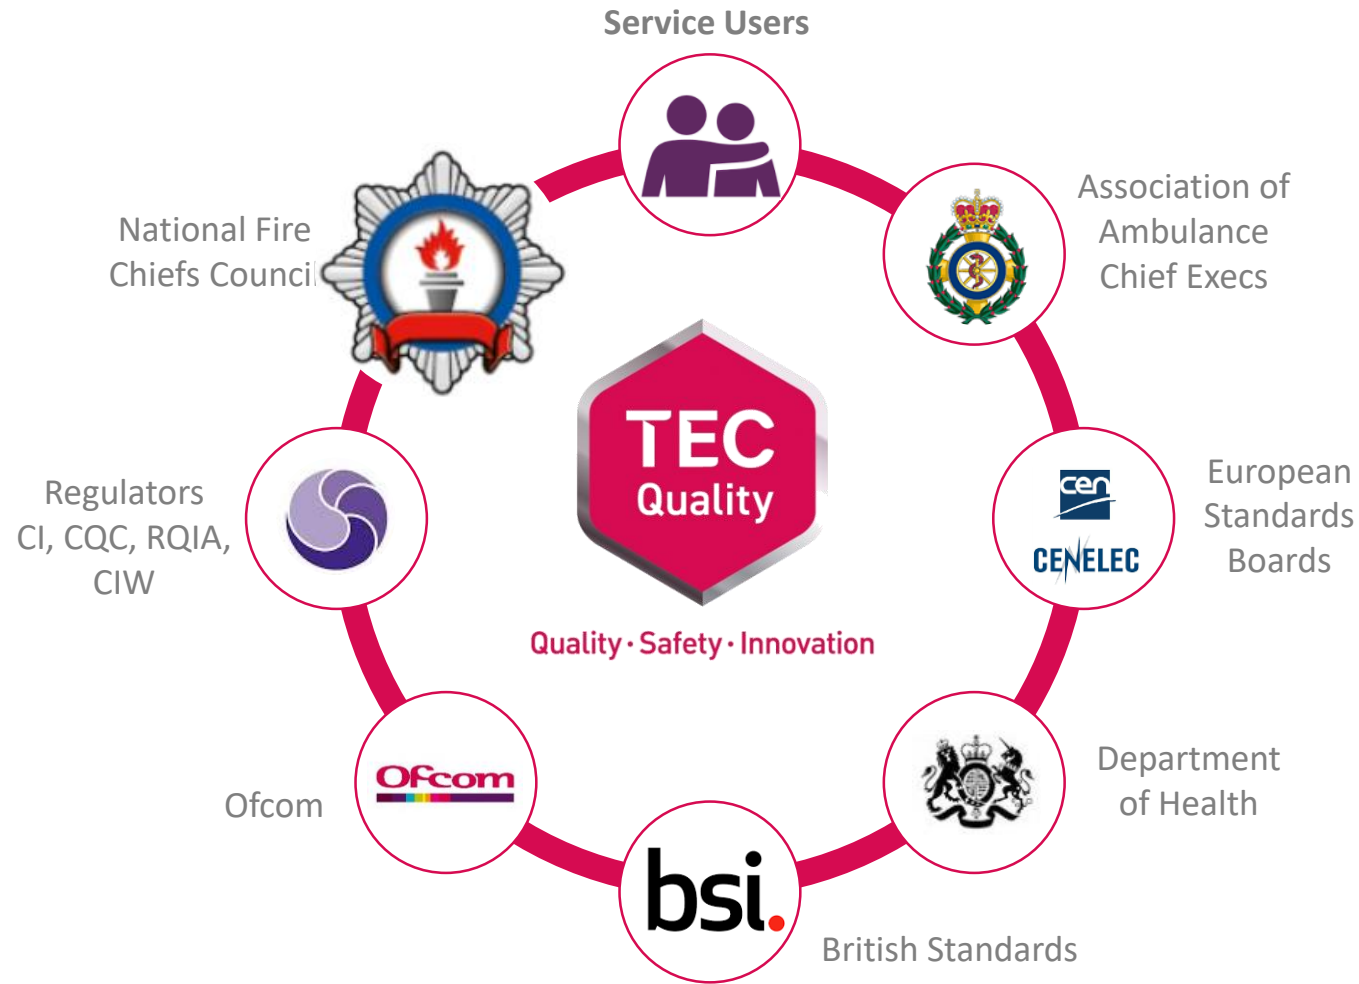 Service Users
Association of
Ambulance
Chief Execs
National Fire
Chiefs Council
TEC
Quality
Quality · Safety · Innovation
cen
CENELEC
European
Standards
Boards
Regulators
CI, CQC, RQIA,
CIW
Department
of Health
Ofcom
Ofcom
bsi.
British Standards